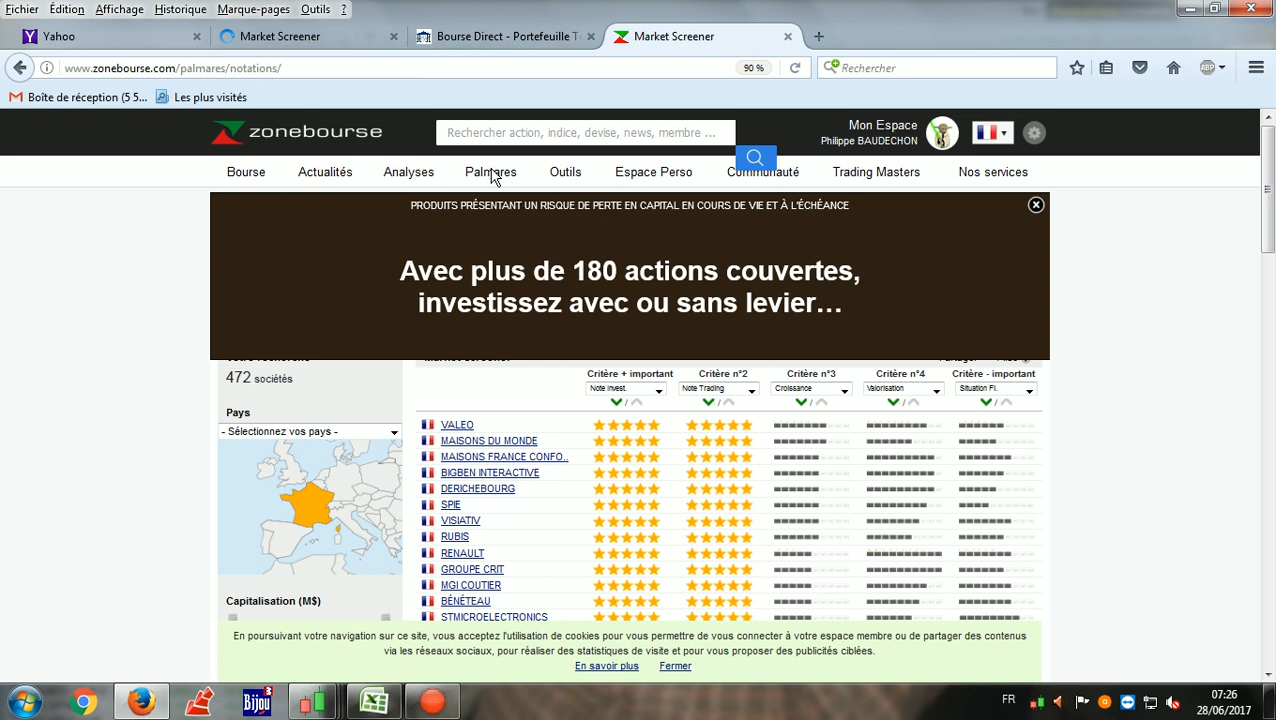 Fichier Édition Affichage Historique Marque-pages Outils ?
Yahoo
Market Screener
Bourse Direct - Portefeuille T
Market Screener
www.zonebourse.com/palmares/notations/
90 %
Rechercher
ABP
Boîte de réception (5 5...
Les plus visités
zonebourse
Rechercher action, indice, devise, news, membre ...
Mon Espace
Philippe BAUDECHON
Bourse Actualités Analyses Palmares Outils Espace Perso Communauté Trading Masters Nos services
PRODUITS PRÉSENTANT UN RISQUE DE PERTE EN CAPITAL EN COURS DE VIE ET À L'ÉCHÉANCE
Avec plus de 180 actions couvertes,
investissez avec ou sans levier…
472 sociétés
Critère + important Critère n°2 Critère n°3 Critère n°4 Critère - important
Note Invest. Note Trading Croissance Valorisation Situation Fi.
Pays
- Sélectionnez vos pays -
VALEO
MAISONS DU MONDE
MAISONS FRANCE CONFO..
BIGBEN INTERACTIVE
DERICHEBOURG
SPIE
VISIATIV
RUBIS
RENAULT
GROUPE CRIT
MGI COUTIER
BÉNÉTEAU
STMICROELECTRONICS
Capitalisation (M$)
En poursuivant votre navigation sur ce site, vous acceptez l'utilisation de cookies pour vous permettre de vous connecter à votre espace membre ou de partager des contenus
via les réseaux sociaux, pour réaliser des statistiques de visite et pour vous proposer des publicités ciblées.
En savoir plus Fermer
Bijou
3
FR
07:26
28/06/2017